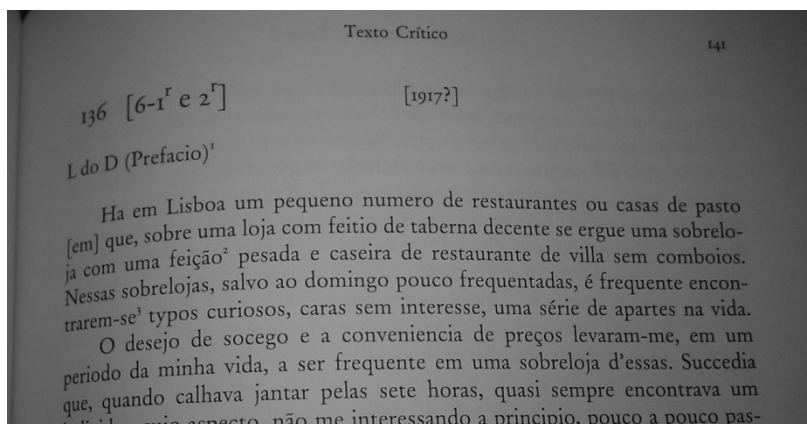 Texto Crítico
141
136 [6-1r e 2r] [1917?]
L do D (Prefacio)1
Ha em Lisboa um pequeno numero de restaurantes ou casas de pasto
[em] que, sobre uma loja com feitio de taberna decente se ergue uma sobrelo-
ja com uma feição2 pesada e caseira de restaurante de villa sem comboios.
Nessas sobrelojas, salvo ao domingo pouco frequentadas, é frequente encon-
trarem-se3 typos curiosos, caras sem interesse, uma série de apartes na vida.
O desejo de socego e a conveniencia de preços levaram-me, em um
periodo da minha vida, a ser frequente em uma sobreloja d'essas. Succedia
que, quando calhava jantar pelas sete horas, quasi sempre encontrava um
aspecto, não me interessando a principio, pouco a pouco pas-